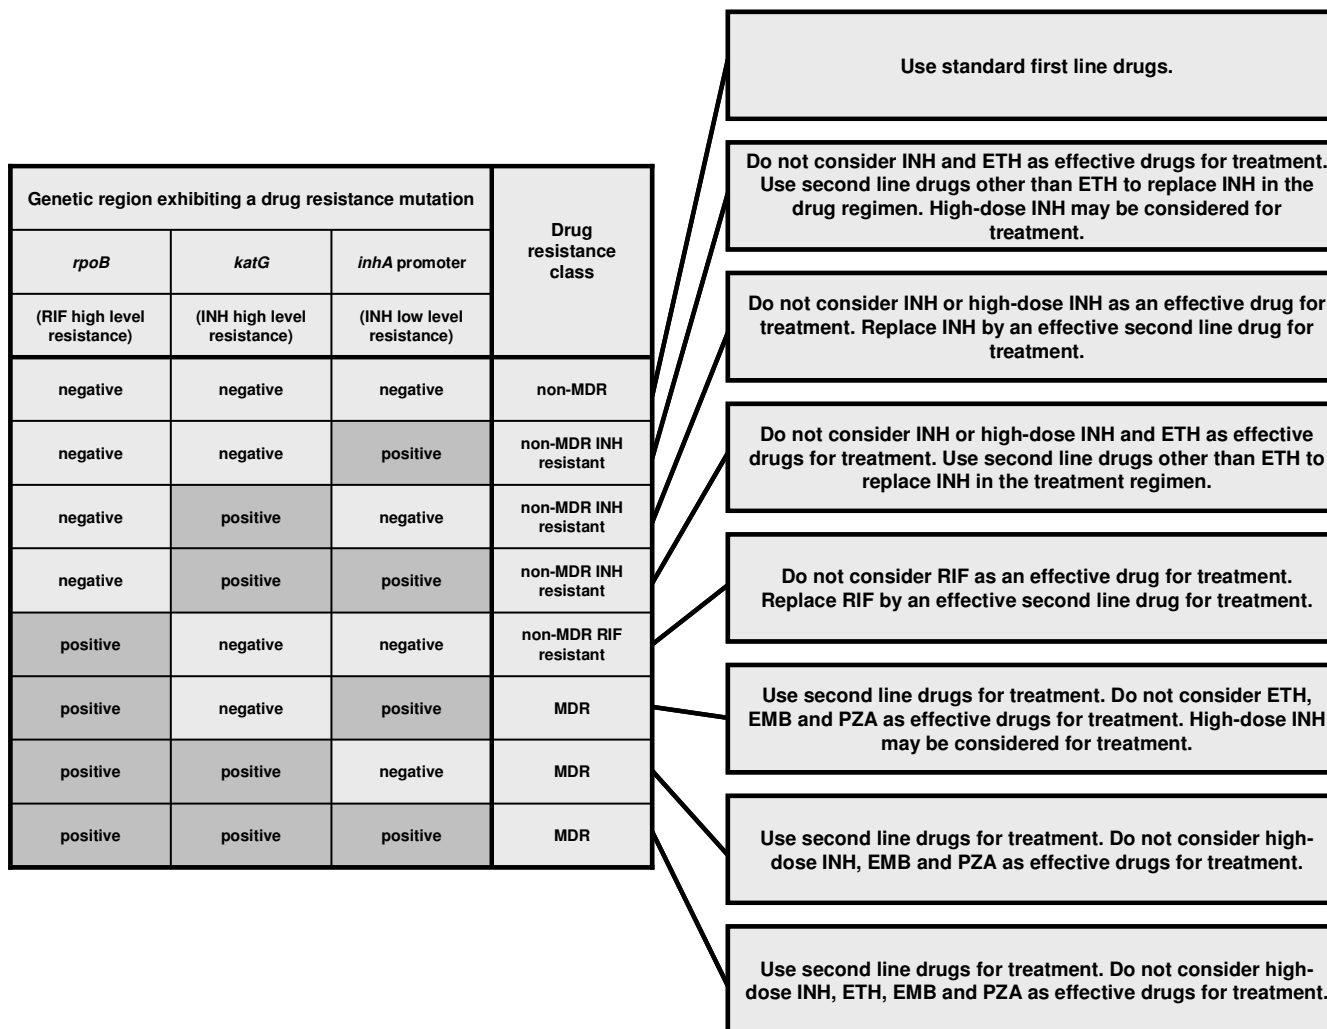 Genetic region exhibiting a drug resistance mutation
Drug
resistance
class
rpoB
katG
inhA promoter
(RIF high level
resistance)
(INH high level
resistance)
(INH low level
resistance)
negative
negative
negative
non-MDR
negative
negative
positive
non-MDR INH
resistant
negative
positive
negative
non-MDR INH
resistant
negative
positive
positive
non-MDR INH
resistant
positive
negative
negative
non-MDR RIF
resistant
positive
negative
positive
MDR
positive
positive
negative
MDR
positive
positive
positive
MDR
Use standard first line drugs.
Do not consider INH and ETH as effective drugs for treatment.
Use second line drugs other than ETH to replace INH in the
drug regimen. High-dose INH may be considered for
treatment.
Do not consider INH or high-dose INH as an effective drug for
treatment. Replace INH by an effective second line drug for
treatment.
Do not consider INH or high-dose INH and ETH as effective
drugs for treatment. Use second line drugs other than ETH to
replace INH in the treatment regimen.
Do not consider RIF as an effective drug for treatment.
Replace RIF by an effective second line drug for treatment.
Use second line drugs for treatment. Do not consider ETH,
EMB and PZA as effective drugs for treatment. High-dose INH
may be considered for treatment.
Use second line drugs for treatment. Do not consider high-
dose INH, EMB and PZA as effective drugs for treatment.
Use second line drugs for treatment. Do not consider high-
dose INH, ETH, EMB and PZA as effective drugs for treatment.